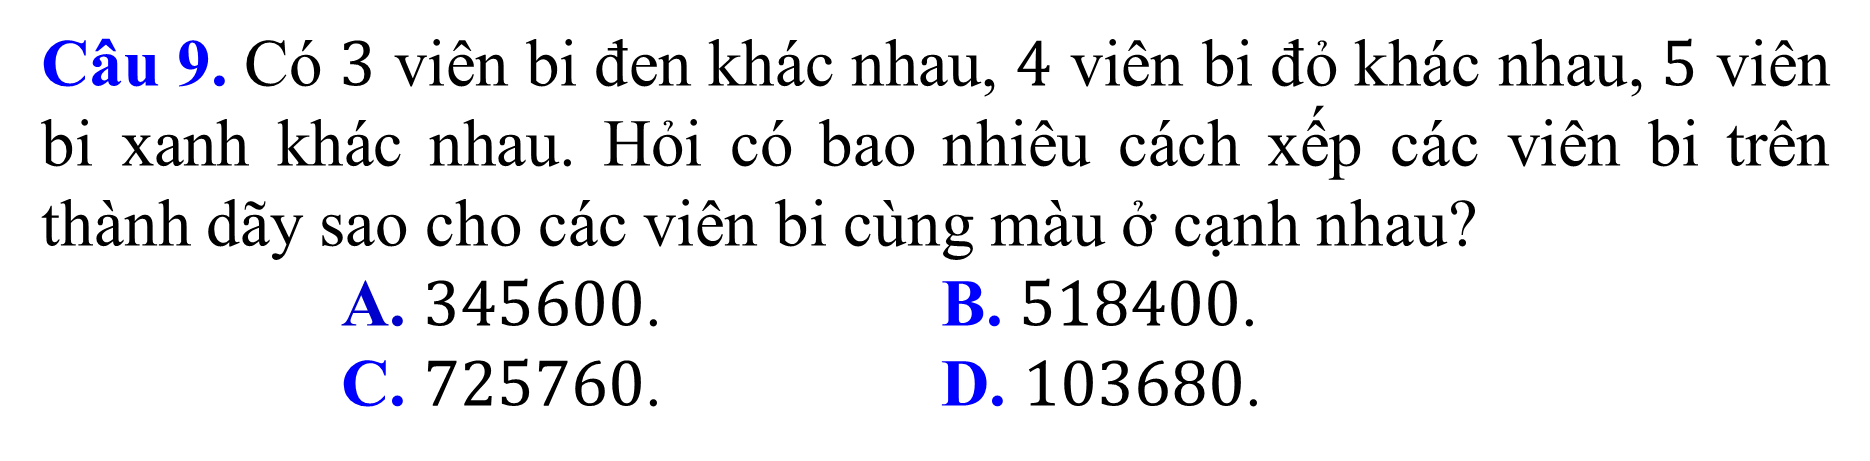 Câu 9. Có 3 viên bi đen khác nhau, 4 viên bi đỏ khác nhau, 5 viên
bi xanh khác nhau. Hỏi có bao nhiêu cách xếp các viên bi trên
thành dãy sao cho các viên bi cùng màu ở cạnh nhau?
A. 345600. B. 518400.
C. 725760. D. 103680.